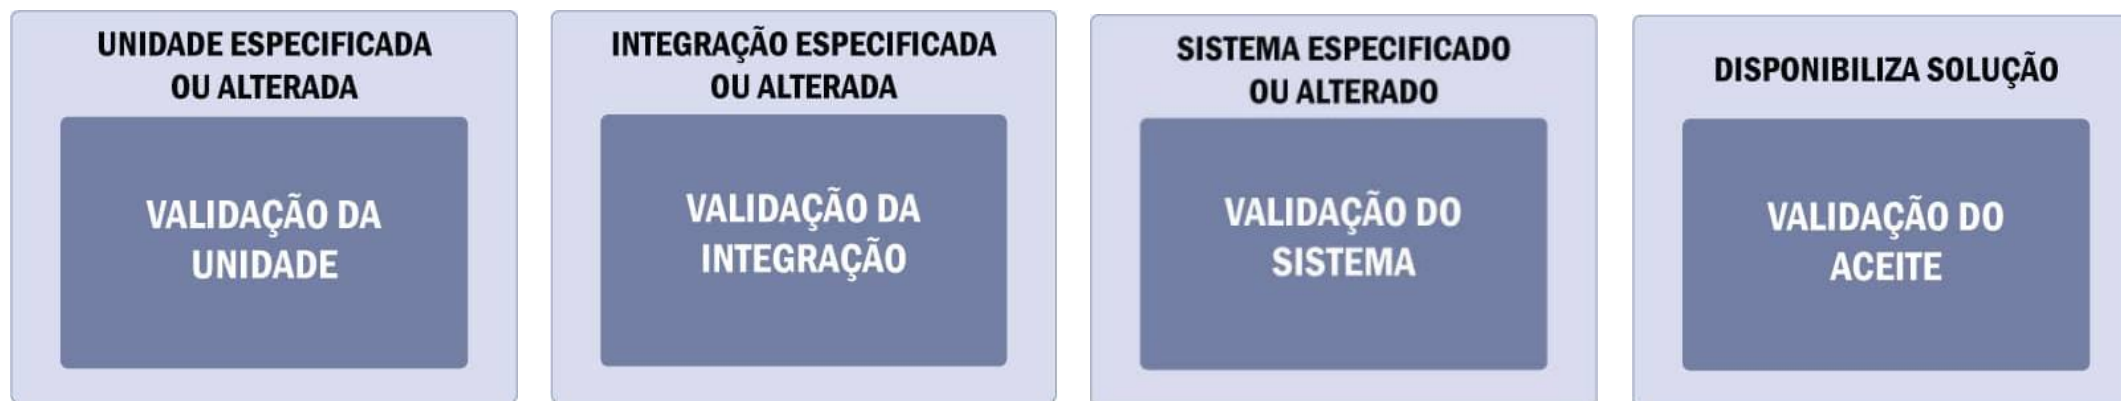 UNIDADE ESPECIFICADA
OU ALTERADA
VALIDAÇÃO DA
UNIDADE
INTEGRAÇÃO ESPECIFICADA
OU ALTERADA
VALIDAÇÃO DA
INTEGRAÇÃO
SISTEMA ESPECIFICADO
OU ALTERADO
VALIDAÇÃO DO
SISTEMA
DISPONIBILIZA SOLUÇÃO
VALIDAÇÃO DO
ACEITE